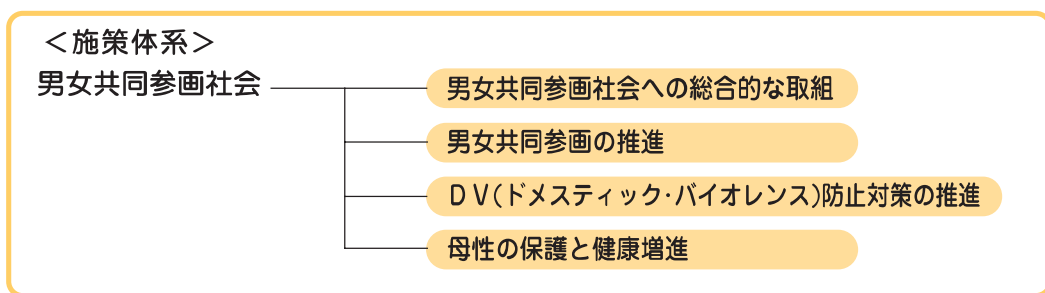 ＜施策体系＞
男女共同参画社会
男女共同参画社会への総合的な取組
男女共同参画の推進
ＤＶ(ドメスティック･バイオレンス)防止対策の推進
母性の保護と健康増進